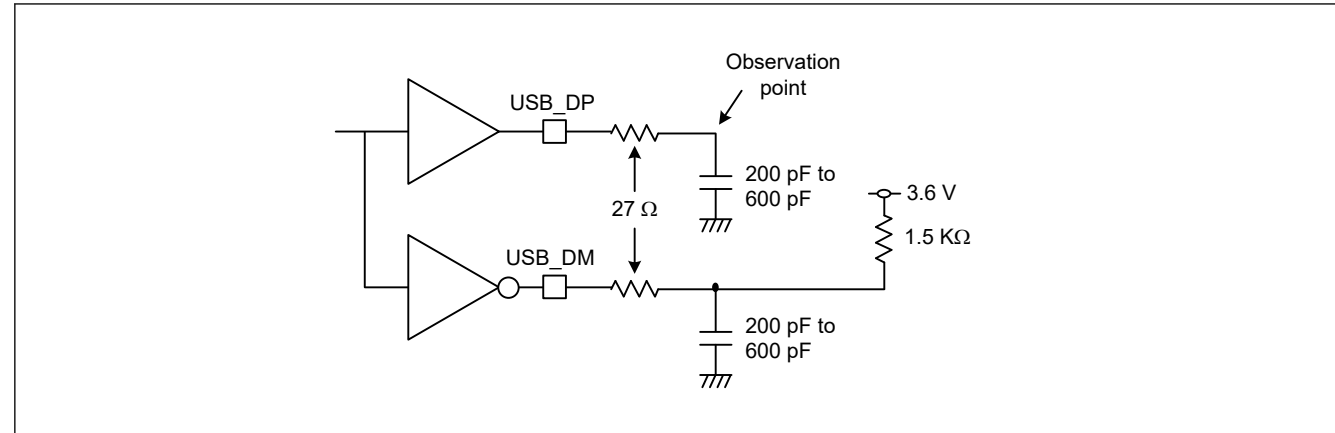 Observation
point
USB_DP
200 pF to
600 pF
3.6 V
27 Ω
1.5 KΩ
USB_DM
200 pF to
600 pF